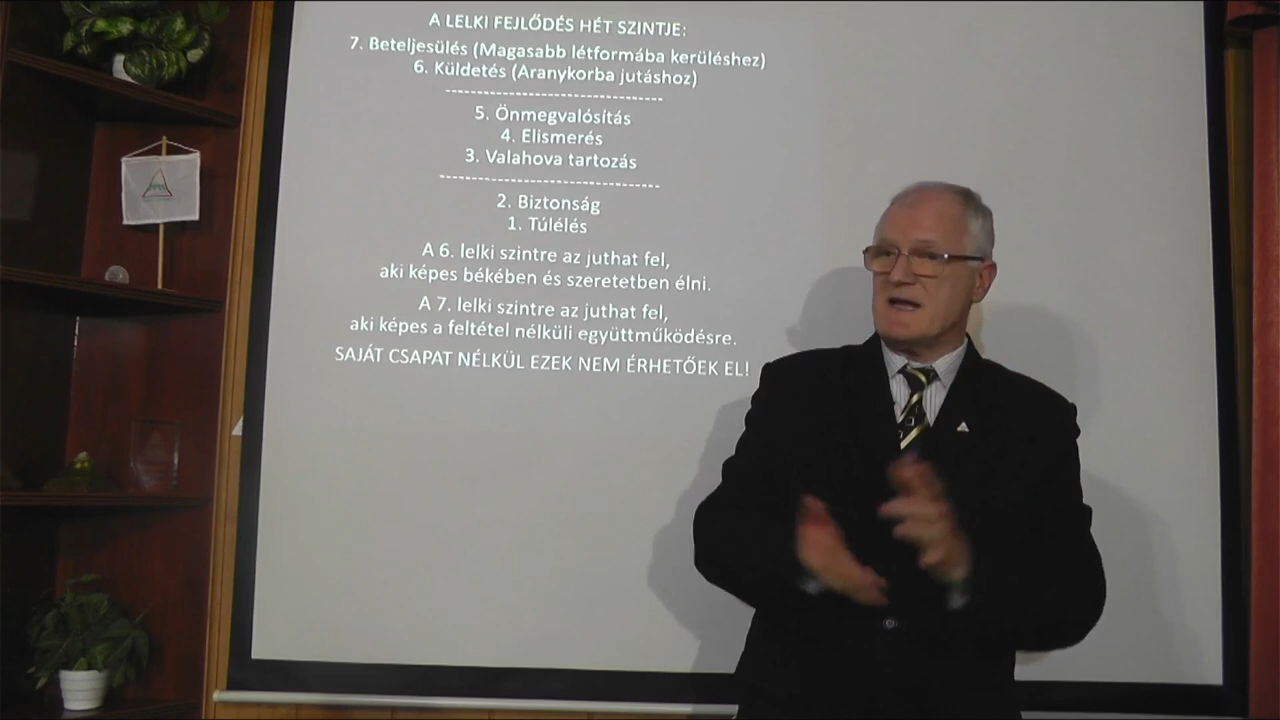 A LELKI FEJLŐDÉS HÉT SZINTJE:
7. Beteljesülés (Magasabb létformába kerüléshez)
6. Küldetés (Aranykorba jutáshoz)
----------------------------------
5. Önmegvalósítás
4. Elismerés
3. Valahova tartozás
----------------------------------
2. Biztonság
1. Túlélés
A 6. lelki szintre az juthat fel,
aki képes békében és szeretetben élni.
A 7. lelki szintre az juthat fel,
aki képes a feltétel nélküli együttműködésre.
SAJÁT CSAPAT NÉLKÜL EZEK NEM ÉRHETŐEK EL!